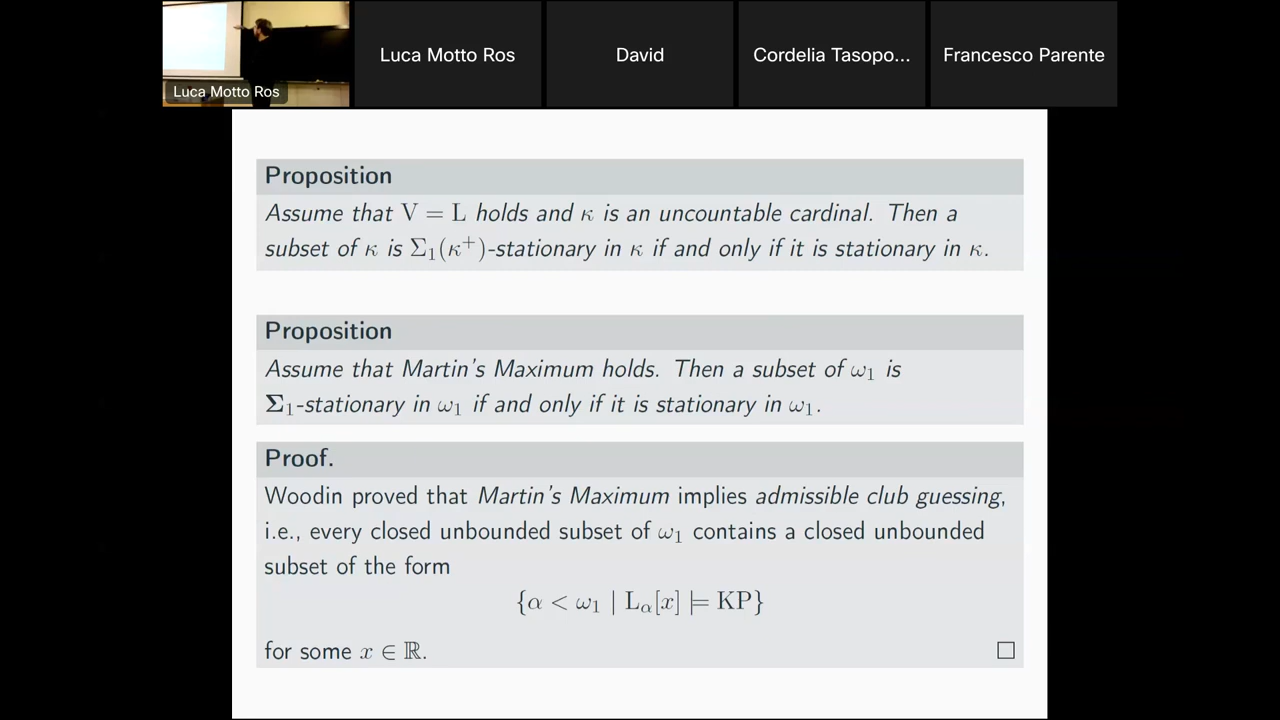 Luca Motto Ros
Luca Motto Ros
David
Cordelia Tasopo...
Francesco Parente
Proposition
Assume that V = L holds and κ is an uncountable cardinal. Then a
subset of κ is Σ₁(κ⁺)-stationary in κ if and only if it is stationary in κ.
Proposition
Assume that Martin's Maximum holds. Then a subset of ω₁ is
𝚺₁-stationary in ω₁ if and only if it is stationary in ω₁.
Proof.
Woodin proved that Martin's Maximum implies admissible club guessing,
i.e., every closed unbounded subset of ω₁ contains a closed unbounded
subset of the form
{α < ω₁ | L_α[x] ⊨ KP}
for some x ∈ ℝ. □